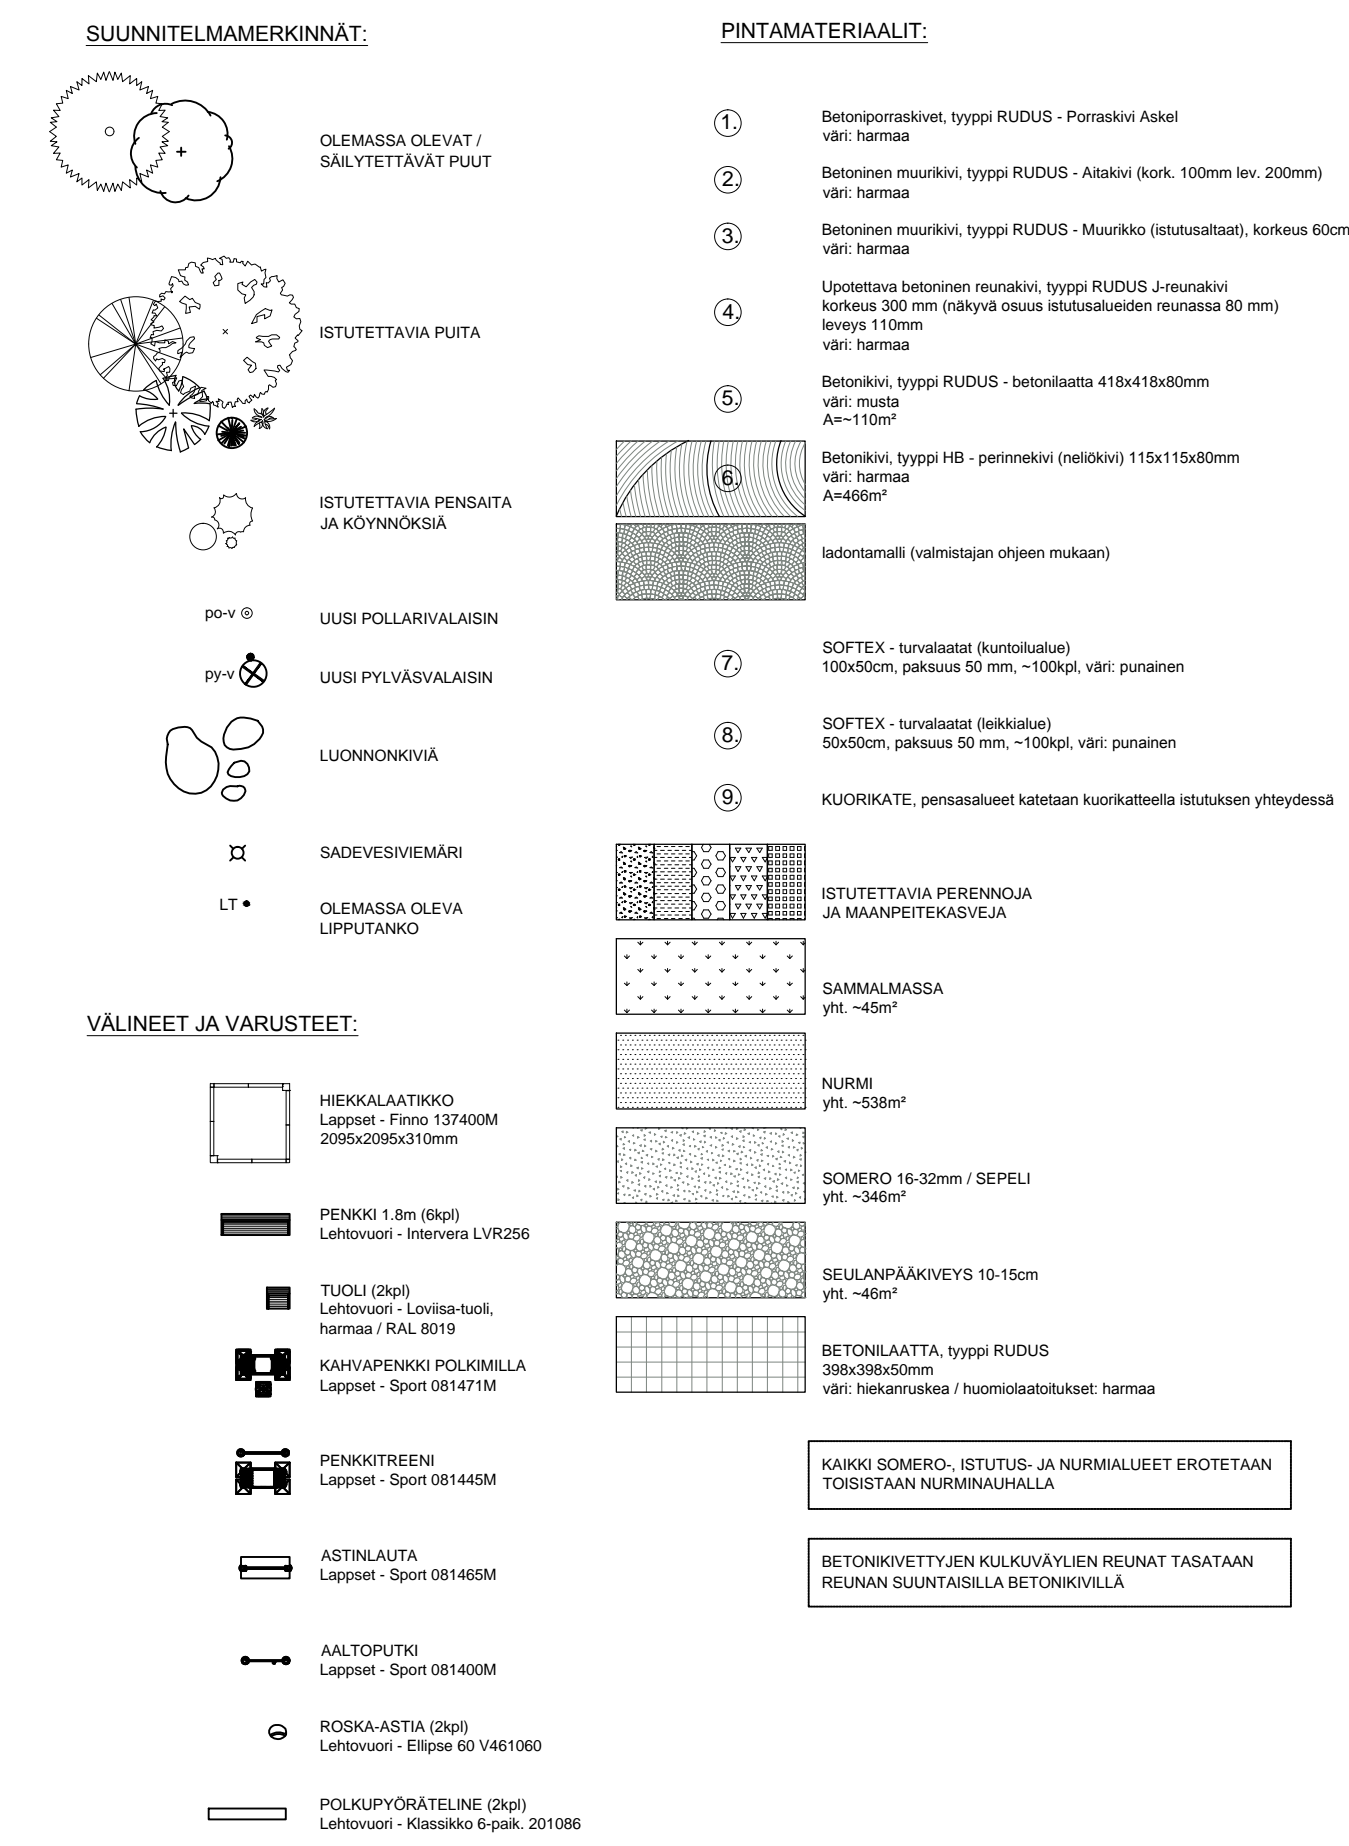 SUUNNITELMAMERKINNÄT:
OLEMASSA OLEVAT /
SÄILYTETTÄVÄT PUUT
ISTUTETTAVIA PUITA
ISTUTETTAVIA PENSAITA
JA KÖYNNÖKSIÄ
po-v
UUSI POLLARIVALAISIN
py-v
UUSI PYLVÄSVALAISIN
LUONNONKIVIÄ
SADEVESIVIEMÄRI
LT
OLEMASSA OLEVA
LIPPUTANKO
VÄLINEET JA VARUSTEET:
HIEKKALAATIKKO
Lappset - Finno 137400M
2095x2095x310mm
PENKKI 1.8m (6kpl)
Lehtovuori - Intervera LVR256
TUOLI (2kpl)
Lehtovuori - Loviisa-tuoli,
harmaa / RAL 8019
KAHVAPENKKI POLKIMILLA
Lappset - Sport 081471M
PENKKITREENI
Lappset - Sport 081445M
ASTINLAUTA
Lappset - Sport 081465M
AALTOPUTKI
Lappset - Sport 081400M
ROSKA-ASTIA (2kpl)
Lehtovuori - Ellipse 60 V461060
POLKUPYÖRÄTELINE (2kpl)
Lehtovuori - Klassikko 6-paik. 201086
PINTAMATERIAALIT:
1.
Betoniporraskivet, tyyppi RUDUS - Porraskivi Askel
väri: harmaa
2.
Betoninen muurikivi, tyyppi RUDUS - Aitakivi (kork. 100mm lev. 200mm)
väri: harmaa
3.
Betoninen muurikivi, tyyppi RUDUS - Muurikko (istutusaltaat), korkeus 60cm
väri: harmaa
4.
Upotettava betoninen reunakivi, tyyppi RUDUS J-reunakivi
korkeus 300 mm (näkyvä osuus istutusalueiden reunassa 80 mm)
leveys 110mm
väri: harmaa
5.
Betonikivi, tyyppi RUDUS - betonilaatta 418x418x80mm
väri: musta
A=~110m²
6.
Betonikivi, tyyppi HB - perinnekivi (neliökivi) 115x115x80mm
väri: harmaa
A=466m²
ladontamalli (valmistajan ohjeen mukaan)
7.
SOFTEX - turvalaatat (kuntoilualue)
100x50cm, paksuus 50 mm, ~100kpl, väri: punainen
8.
SOFTEX - turvalaatat (leikkialue)
50x50cm, paksuus 50 mm, ~100kpl, väri: punainen
9.
KUORIKATE, pensasalueet katetaan kuorikatteella istutuksen yhteydessä
ISTUTETTAVIA PERENNOJA
JA MAANPEITEKASVEJA
SAMMALMASSA
yht. ~45m²
NURMI
yht. ~538m²
SOMERO 16-32mm / SEPELI
yht. ~346m²
SEULANPÄÄKIVEYS 10-15cm
yht. ~46m²
BETONILAATTA, tyyppi RUDUS
398x398x50mm
väri: hiekanruskea / huomiolaatoitukset: harmaa
KAIKKI SOMERO-, ISTUTUS- JA NURMIALUEET EROTETAAN
TOISISTAAN NURMINAUHALLA
BETONIKIVETTYJEN KULKUVÄYLIEN REUNAT TASATAAN
REUNAN SUUNTAISILLA BETONIKIVILLÄ